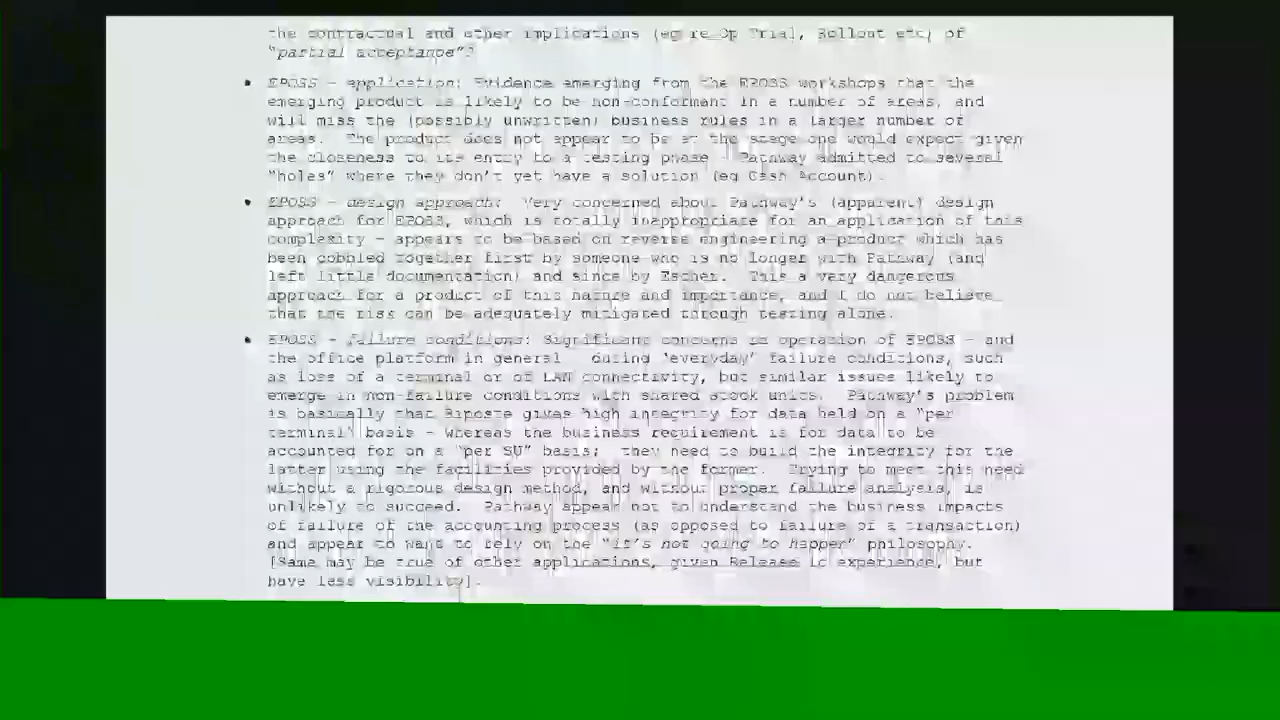 the contractual and other implications (eg re Op Trial, Rollout etc) of
"partial acceptance"?
• EPOSS - application: Evidence emerging from the EPOSS workshops that the
emerging product is likely to be non-conformant in a number of areas, and
will miss the (possibly unwritten) business rules in a larger number of
areas. The product does not appear to be at the stage one would expect given
the closeness to its entry to a testing phase - Pathway admitted to several
"holes" where they don't yet have a solution (eg Cash Account).
• EPOSS - design approach: Very concerned about Pathway's (apparent) design
approach for EPOSS, which is totally inappropriate for an application of this
complexity - appears to be based on reverse engineering a product which has
been cobbled together first by someone who is no longer with Pathway (and
left little documentation) and since by Escher. This a very dangerous
approach for a product of this nature and importance, and I do not believe
that the risk can be adequately mitigated through testing alone.
• EPOSS - failure conditions: Significant concerns in operation of EPOSS - and
the office platform in general - during 'everyday' failure conditions, such
as loss of a terminal or of LAN connectivity, but similar issues likely to
emerge in non-failure conditions with shared stock units. Pathway's problem
is basically that Riposte gives high integrity for data held on a "per
terminal" basis - whereas the business requirement is for data to be
accounted for on a "per SU" basis; they need to build the integrity for the
latter using the facilities provided by the former. Trying to meet this need
without a rigorous design method, and without proper failure analysis, is
unlikely to succeed. Pathway appear not to understand the business impacts
of failure of the accounting process (as opposed to failure of a transaction)
and appear to want to rely on the "it's not going to happen" philosophy.
[Same may be true of other applications, given Release 1c experience, but
have less visibility].